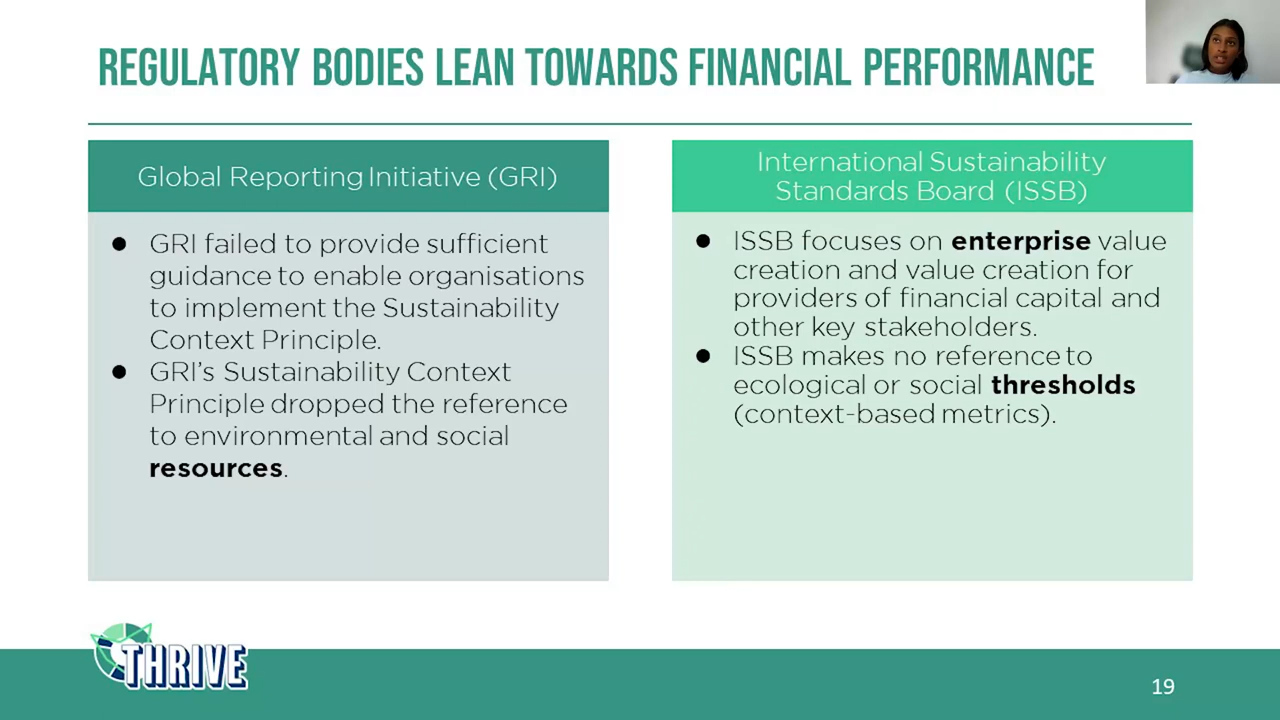 REGULATORY BODIES LEAN TOWARDS FINANCIAL PERFORMANCE
Global Reporting Initiative (GRI)
● GRI failed to provide sufficient
guidance to enable organisations
to implement the Sustainability
Context Principle.
● GRI's Sustainability Context
Principle dropped the reference
to environmental and social
resources.
International Sustainability
Standards Board (ISSB)
● ISSB focuses on enterprise value
creation and value creation for
providers of financial capital and
other key stakeholders.
● ISSB makes no reference to
ecological or social thresholds
(context-based metrics).
THRIVE
19